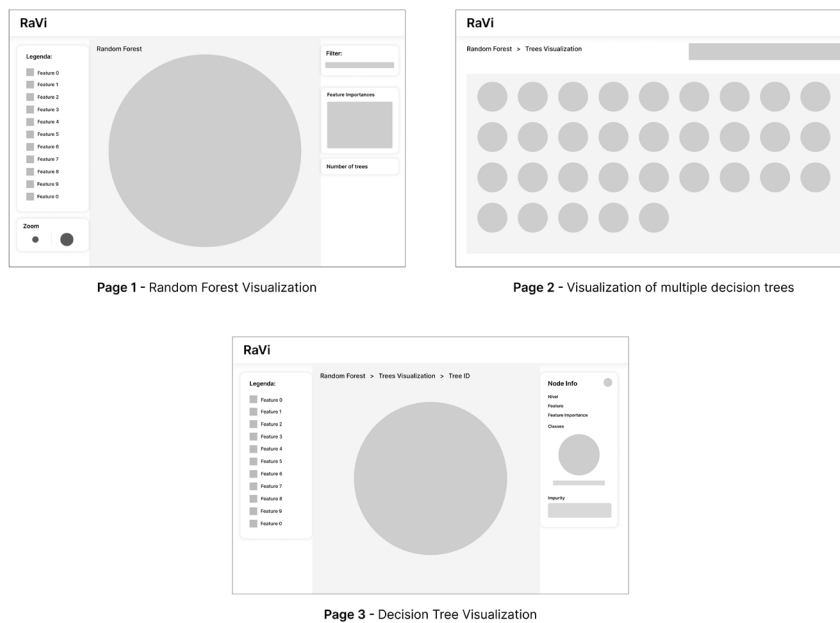 RaVi
Random Forest
Legenda:
Feature 0
Feature 1
Feature 2
Feature 3
Feature 4
Feature 5
Feature 6
Feature 7
Feature 8
Feature 9
Feature 0
Zoom
Filter:
Feature Importances
Number of trees
Page 1 - Random Forest Visualization
RaVi
Random Forest > Trees Visualization
Page 2 - Visualization of multiple decision trees
RaVi
Random Forest > Trees Visualization > Tree ID
Legenda:
Feature 0
Feature 1
Feature 2
Feature 3
Feature 4
Feature 5
Feature 6
Feature 7
Feature 8
Feature 9
Feature 0
Node Info
Nível
Feature
Feature Importance
Classes
Impurity
Page 3 - Decision Tree Visualization